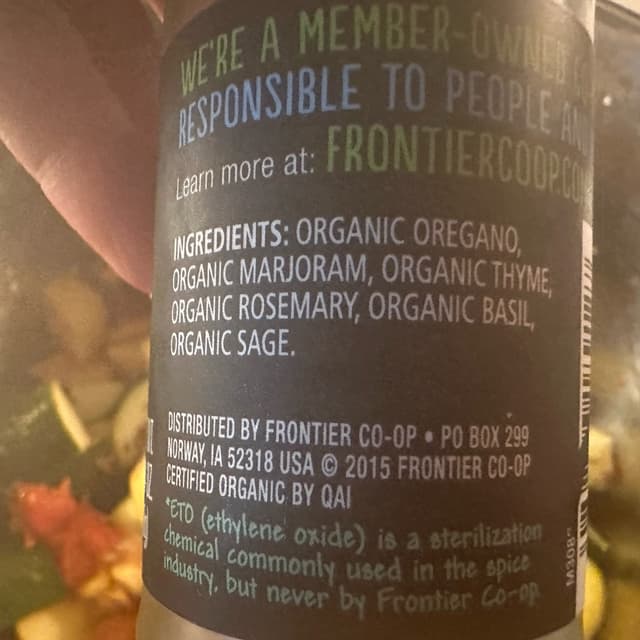 WE'RE A MEMBER-OWNED
RESPONSIBLE TO PEOPLE
Learn more at: FRONTIERCOOP.CO
INGREDIENTS: ORGANIC OREGANO,
ORGANIC MARJORAM, ORGANIC THYME,
ORGANIC ROSEMARY, ORGANIC BASIL,
ORGANIC SAGE.
DISTRIBUTED BY FRONTIER CO-OP • PO BOX 299
NORWAY, IA 52318 USA © 2015 FRONTIER CO-OP
CERTIFIED ORGANIC BY QAI
*ETO (ethylene oxide) is a sterilization
chemical commonly used in the spice
industry, but never by Frontier Co-op.